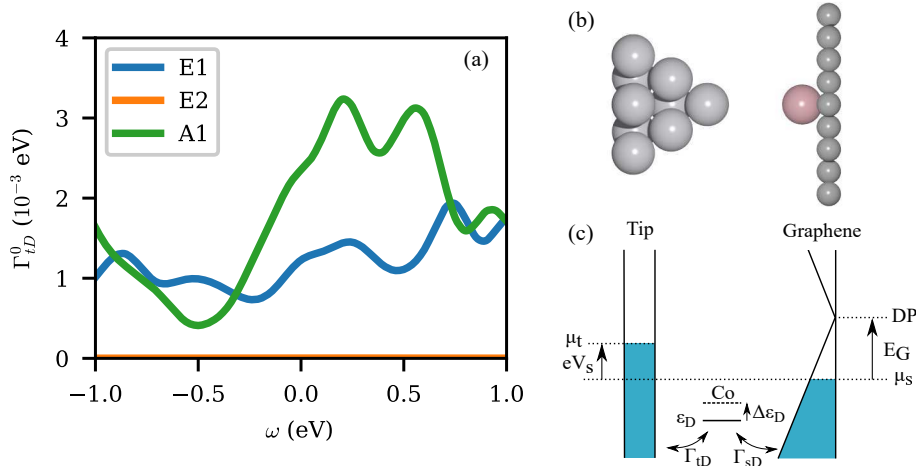 (a)
E1
E2
A1
4
3
2
1
0
−1.0
−0.5
0.0
0.5
1.0
Γ⁰tD (10⁻³ eV)
ω (eV)
(b)
(c)
Tip
Graphene
DP
μt
EG
eVs
μs
Co
εD
ΔεD
ΓtD
ΓsD